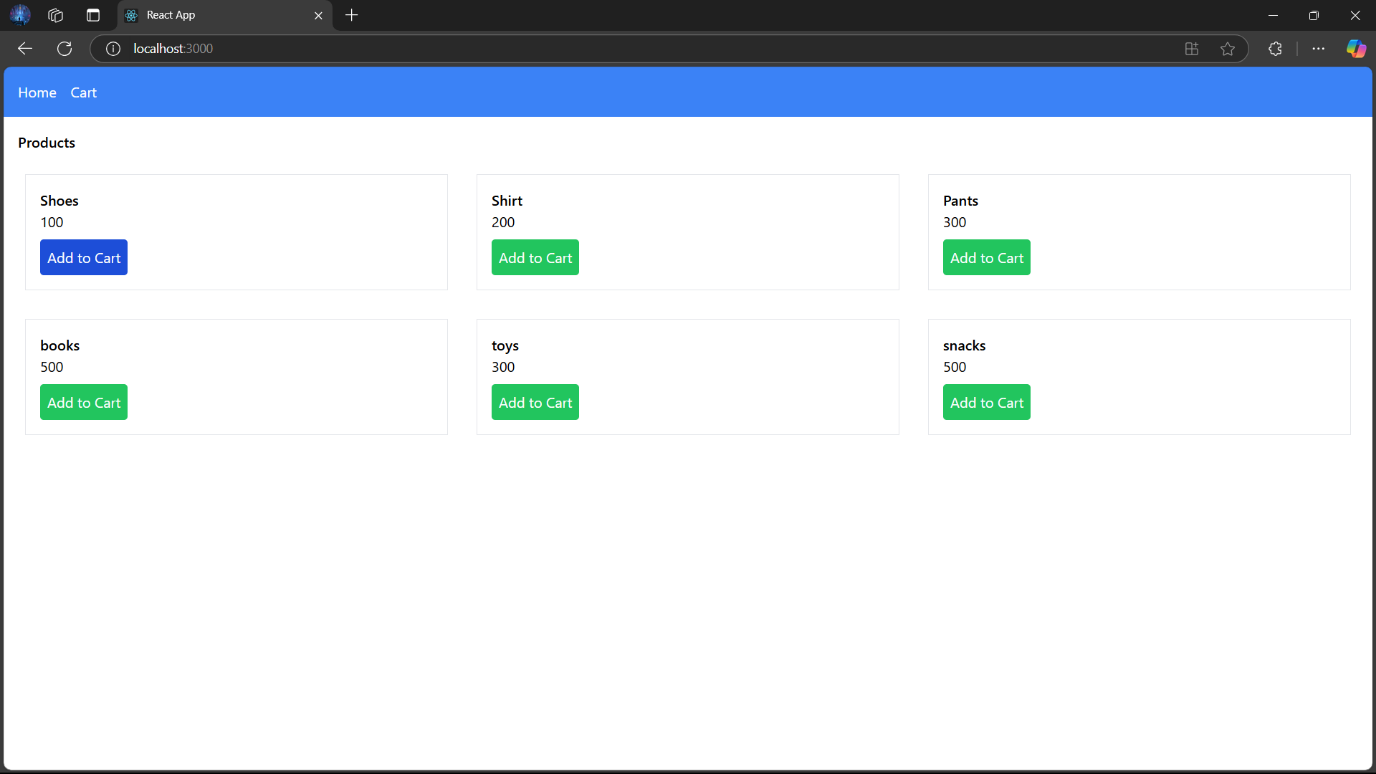 React App
localhost:3000
Home Cart
Products
Shoes
100
Add to Cart
Shirt
200
Add to Cart
Pants
300
Add to Cart
books
500
Add to Cart
toys
300
Add to Cart
snacks
500
Add to Cart